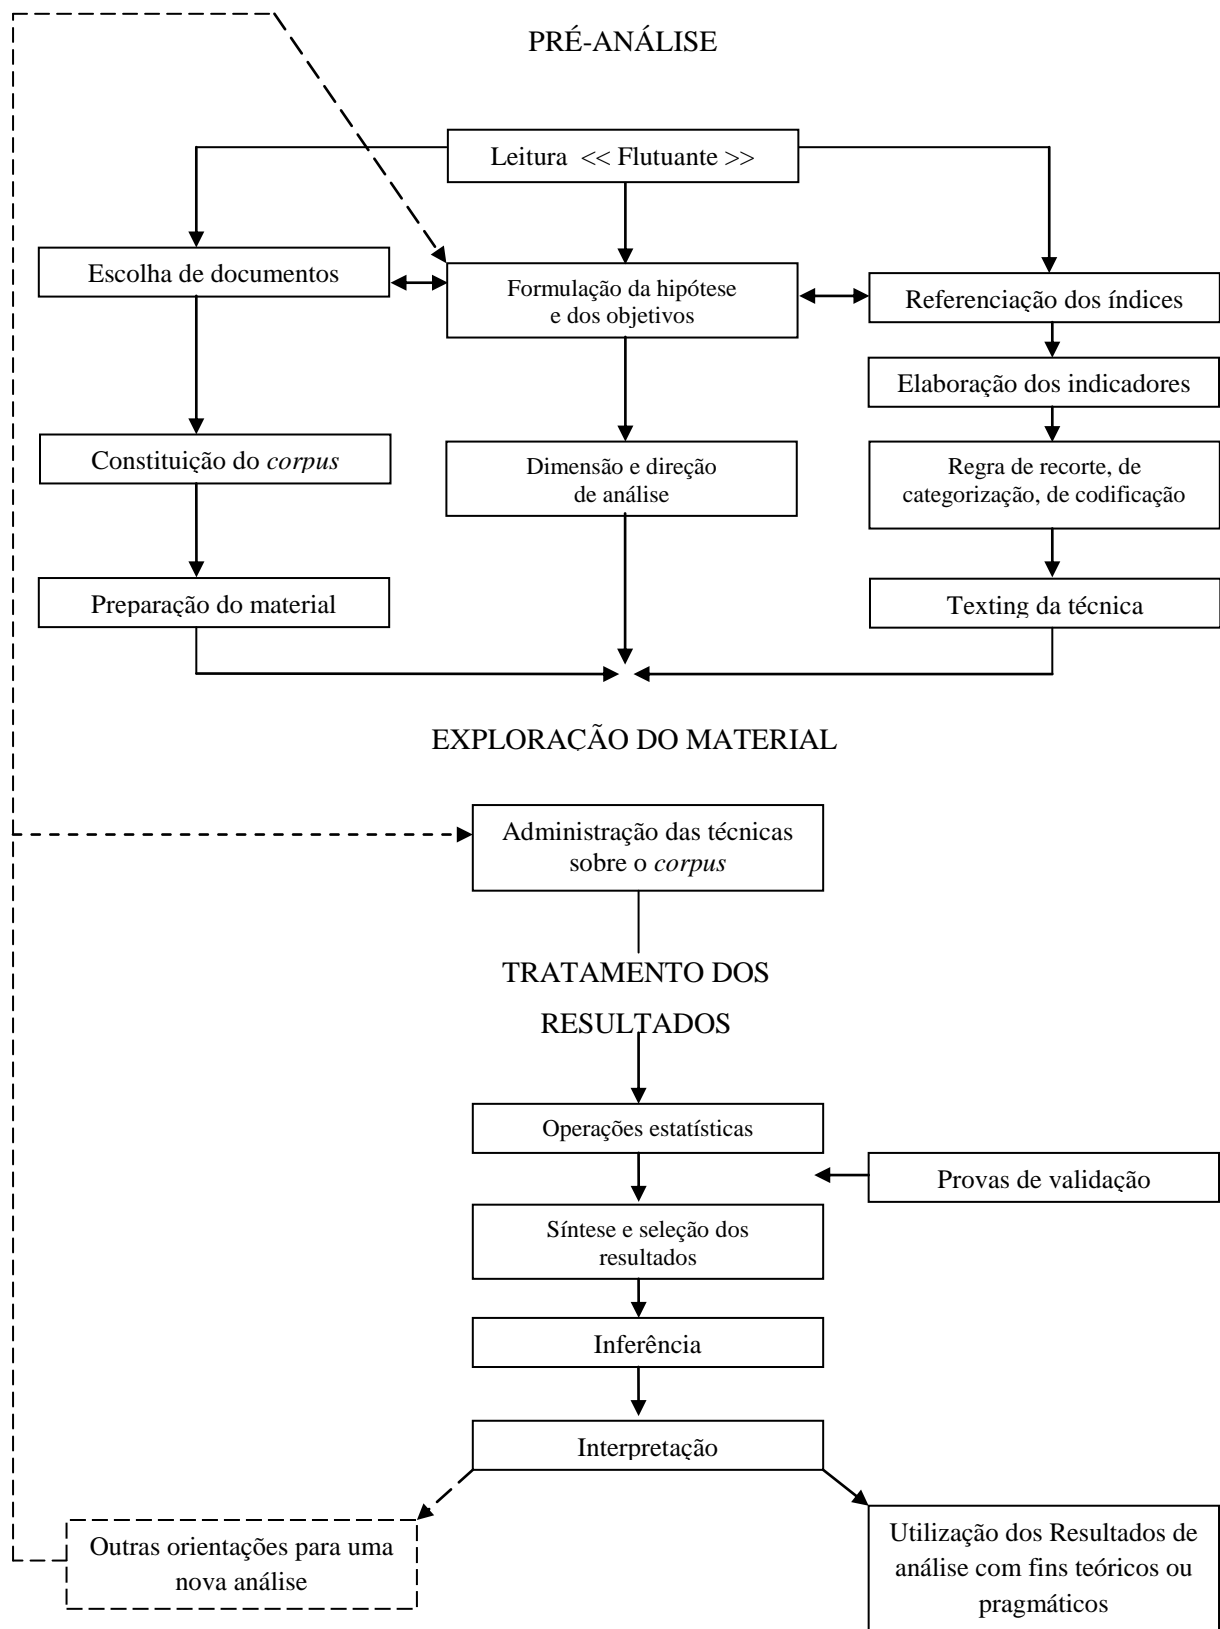 PRÉ-ANÁLISE
Leitura << Flutuante >>
Escolha de documentos
Formulação da hipótese
e dos objetivos
Referenciação dos índices
Elaboração dos indicadores
Constituição do corpus
Dimensão e direção
de análise
Regra de recorte, de
categorização, de codificação
Preparação do material
Texting da técnica
EXPLORAÇÃO DO MATERIAL
Administração das técnicas
sobre o corpus
TRATAMENTO DOS
RESULTADOS
Operações estatísticas
Provas de validação
Síntese e seleção dos
resultados
Inferência
Interpretação
Outras orientações para uma
nova análise
Utilização dos Resultados de
análise com fins teóricos ou
pragmáticos